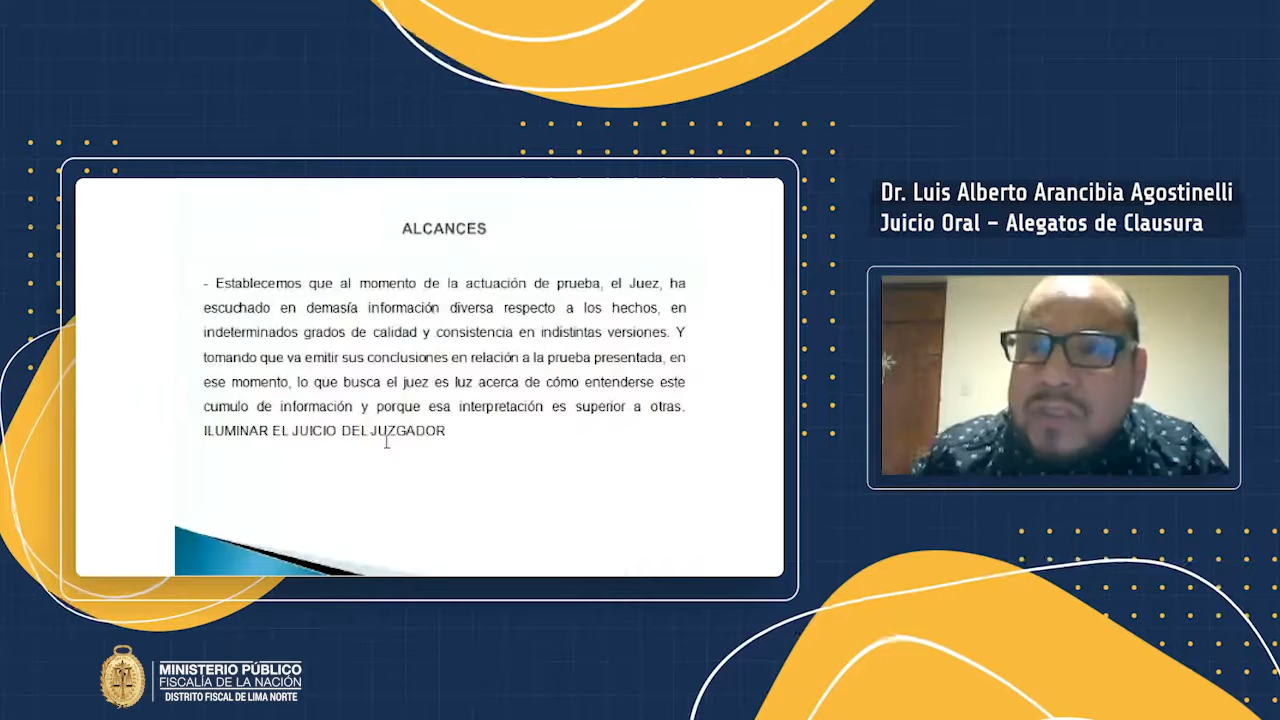 Dr. Luis Alberto Arancibia Agostinelli
Juicio Oral – Alegatos de Clausura
ALCANCES
- Establecemos que al momento de la actuación de prueba, el Juez, ha
escuchado en demasía información diversa respecto a los hechos, en
indeterminados grados de calidad y consistencia en indistintas versiones. Y
tomando que va emitir sus conclusiones en relación a la prueba presentada, en
ese momento, lo que busca el juez es luz acerca de cómo entenderse este
cumulo de información y porque esa interpretación es superior a otras.
ILUMINAR EL JUICIO DEL JUZGADOR
MINISTERIO PÚBLICO
FISCALÍA DE LA NACIÓN
DISTRITO FISCAL DE LIMA NORTE